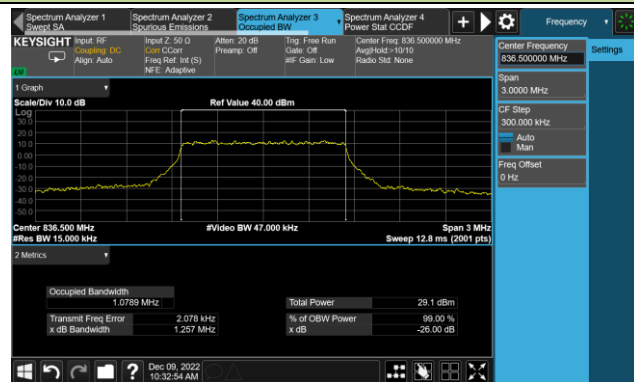 Spectrum Analyzer 1
Swept SA
Spectrum Analyzer 2
Spurious Emissions
Spectrum Analyzer 3
Occupied BW
Spectrum Analyzer 4
Power Stat CCDF
Frequency
KEYSIGHT
Input: RF
Coupling: DC
Align: Auto
Input Z: 50 Ω
Corr CCorr
Freq Ref: Int (S)
NFE: Adaptive
Atten: 20 dB
Preamp: Off
Trig: Free Run
Gate: Off
#IF Gain: Low
Center Freq: 836.500000 MHz
Avg|Hold:>10/10
Radio Std: None
Center Frequency
836.500000 MHz
Settings
Span
3.0000 MHz
CF Step
300.000 kHz
Auto
Man
Freq Offset
0 Hz
1 Graph
Scale/Div 10.0 dB
Ref Value 40.00 dBm
Log
30.0
20.0
10.0
0.00
-10.0
-20.0
-30.0
-40.0
-50.0
Center 836.500 MHz
#Res BW 15.000 kHz
#Video BW 47.000 kHz
Span 3 MHz
Sweep 12.8 ms (2001 pts)
2 Metrics
Occupied Bandwidth
1.0789 MHz
Total Power 29.1 dBm
Transmit Freq Error 2.078 kHz
% of OBW Power 99.00 %
x dB Bandwidth 1.257 MHz
x dB -26.00 dB
?
Dec 09, 2022
10:32:54 AM